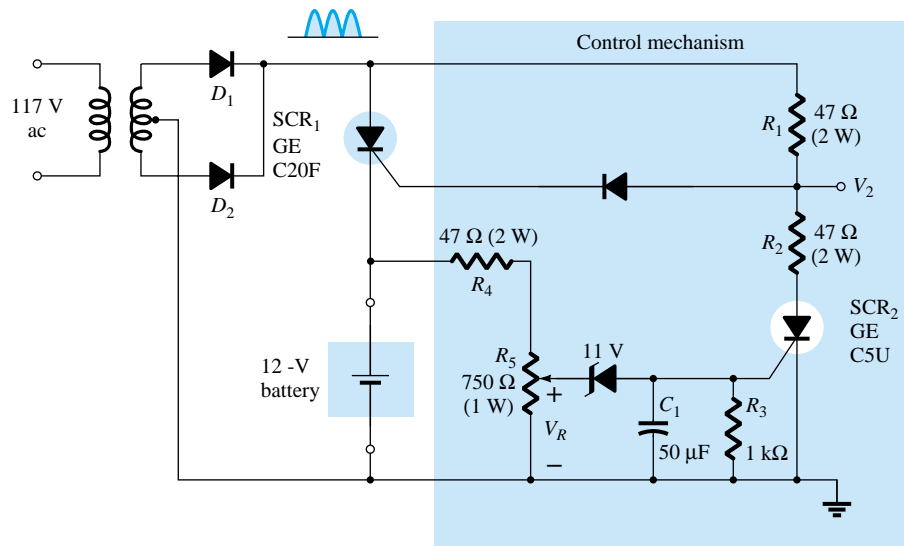 Control mechanism
117 V
ac
D1
D2
SCR1
GE
C20F
R1
47 Ω
(2 W)
V2
R2
47 Ω
(2 W)
47 Ω (2 W)
R4
SCR2
GE
C5U
12 -V
battery
R5
750 Ω
(1 W)
+
VR
–
11 V
C1
50 μF
R3
1 kΩ